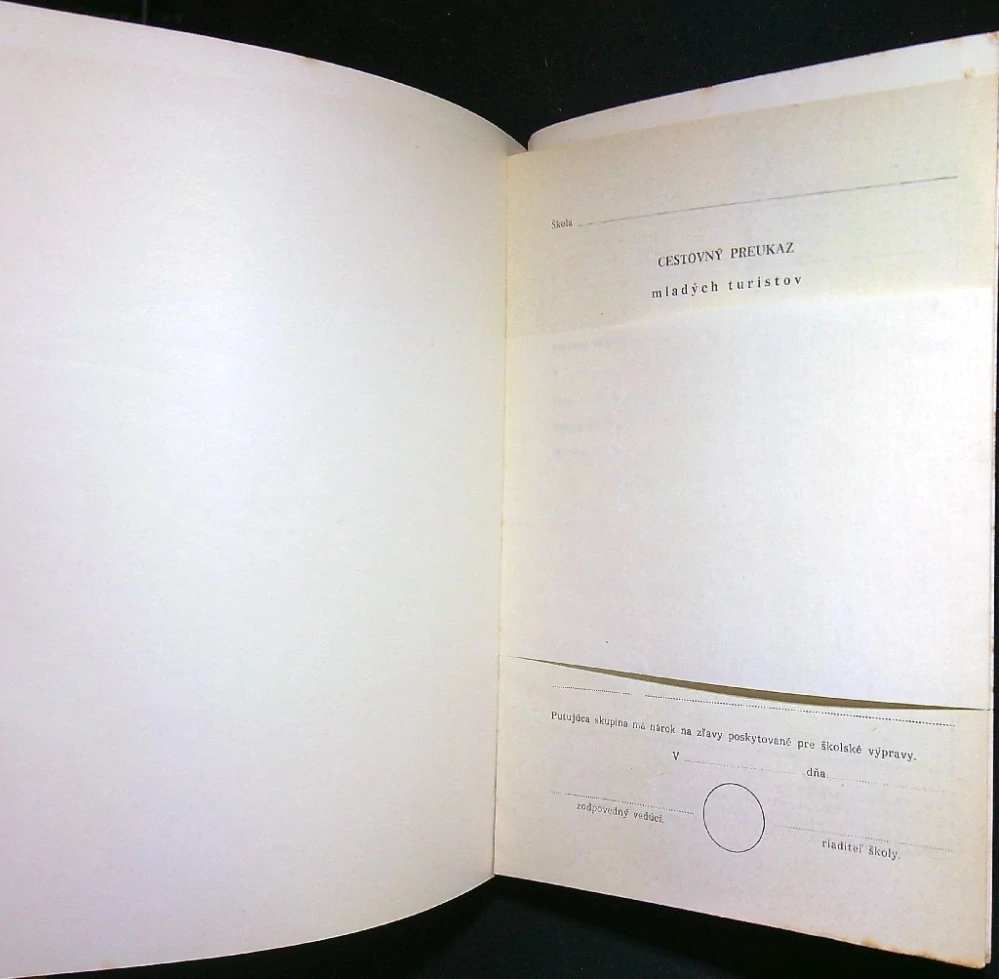 Škola
CESTOVNÝ PREUKAZ
mladých turistov
Putujúca skupina má nárok na zľavy poskytované pre školské výpravy.
V dňa
zodpovedný vedúci.
riaditeľ školy.